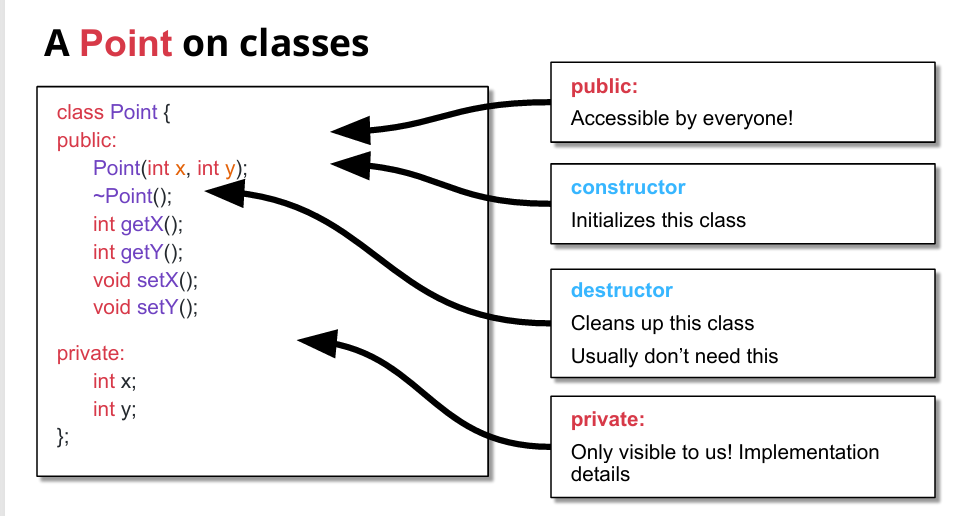 A Point on classes
class Point {
public:
Point(int x, int y);
~Point();
int getX();
int getY();
void setX();
void setY();
private:
int x;
int y;
};
public:
Accessible by everyone!
constructor
Initializes this class
destructor
Cleans up this class
Usually don’t need this
private:
Only visible to us! Implementation
details